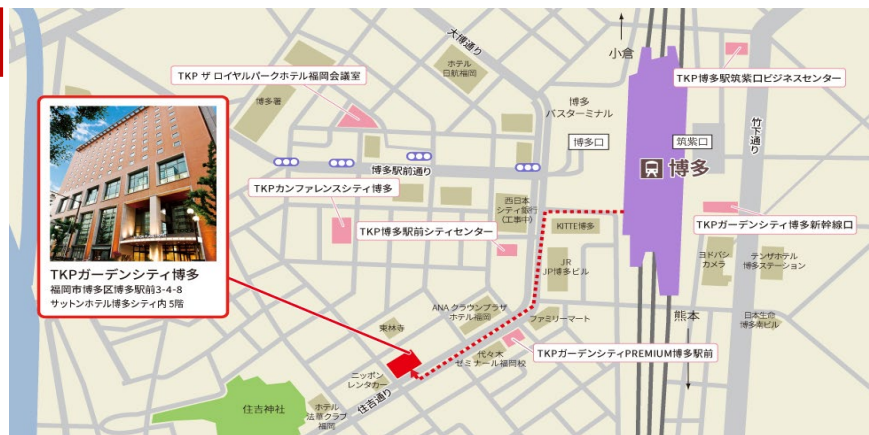 小倉
大博通り
TKP ザ ロイヤルパークホテル福岡会議室
ホテル
日航福岡
TKP博多駅筑紫口ビジネスセンター
博多署
博多
バスターミナル
博多口
筑紫口
竹下通り
博多駅前通り
博多
TKPカンファレンスシティ博多
西日本
シティ銀行
(工事中)
KITTE博多
TKPガーデンシティ博多新幹線口
TKP博多駅前シティセンター
JR
JP博多ビル
ヨドバシ
カメラ
テンザホテル
博多ステーション
TKPガーデンシティ博多
福岡市博多区博多駅前3-4-8
サットンホテル博多シティ内 5階
ANA クラウンプラザ
ホテル福岡
ファミリーマート
熊本
日本生命
博多南ビル
東林寺
代々木
ゼミナール福岡校
TKPガーデンシティPREMIUM博多駅前
ニッポン
レンタカー
住吉通り
住吉神社
ホテル
法華クラブ
福岡